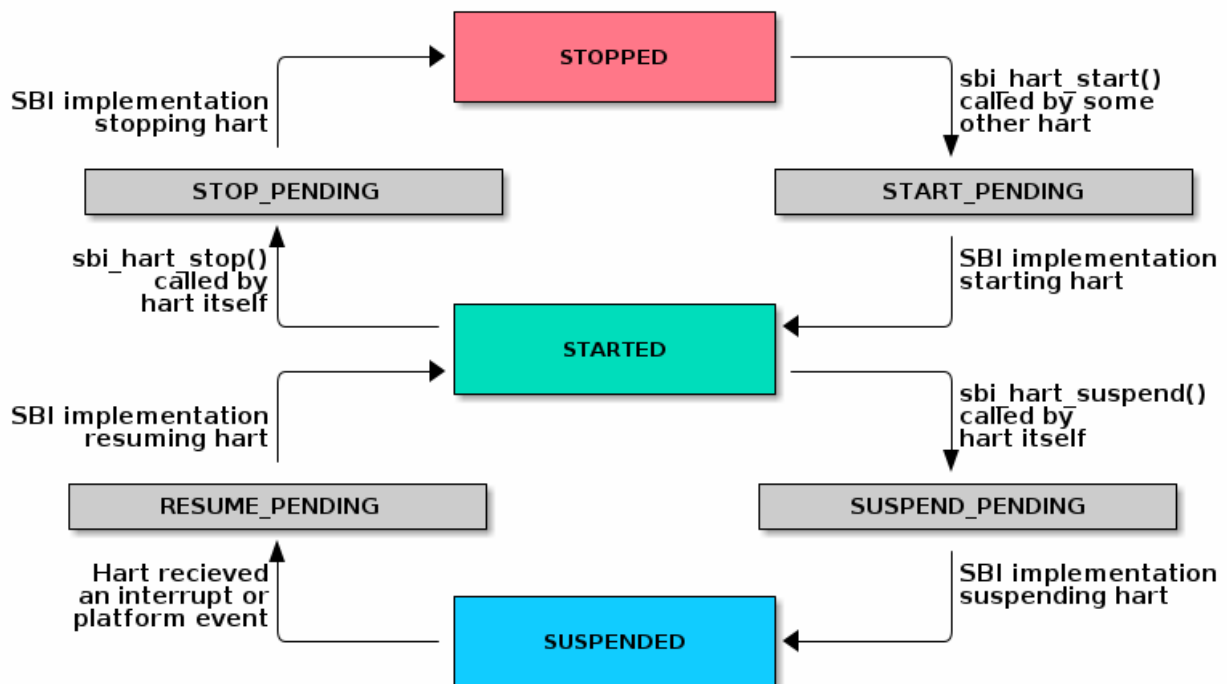 STOPPED
SBI implementation
stopping hart
sbi_hart_start()
called by some
other hart
STOP_PENDING
START_PENDING
sbi_hart_stop()
called by
hart itself
SBI implementation
starting hart
STARTED
SBI implementation
resuming hart
sbi_hart_suspend()
called by
hart itself
RESUME_PENDING
SUSPEND_PENDING
Hart recieved
an interrupt or
platform event
SBI implementation
suspending hart
SUSPENDED